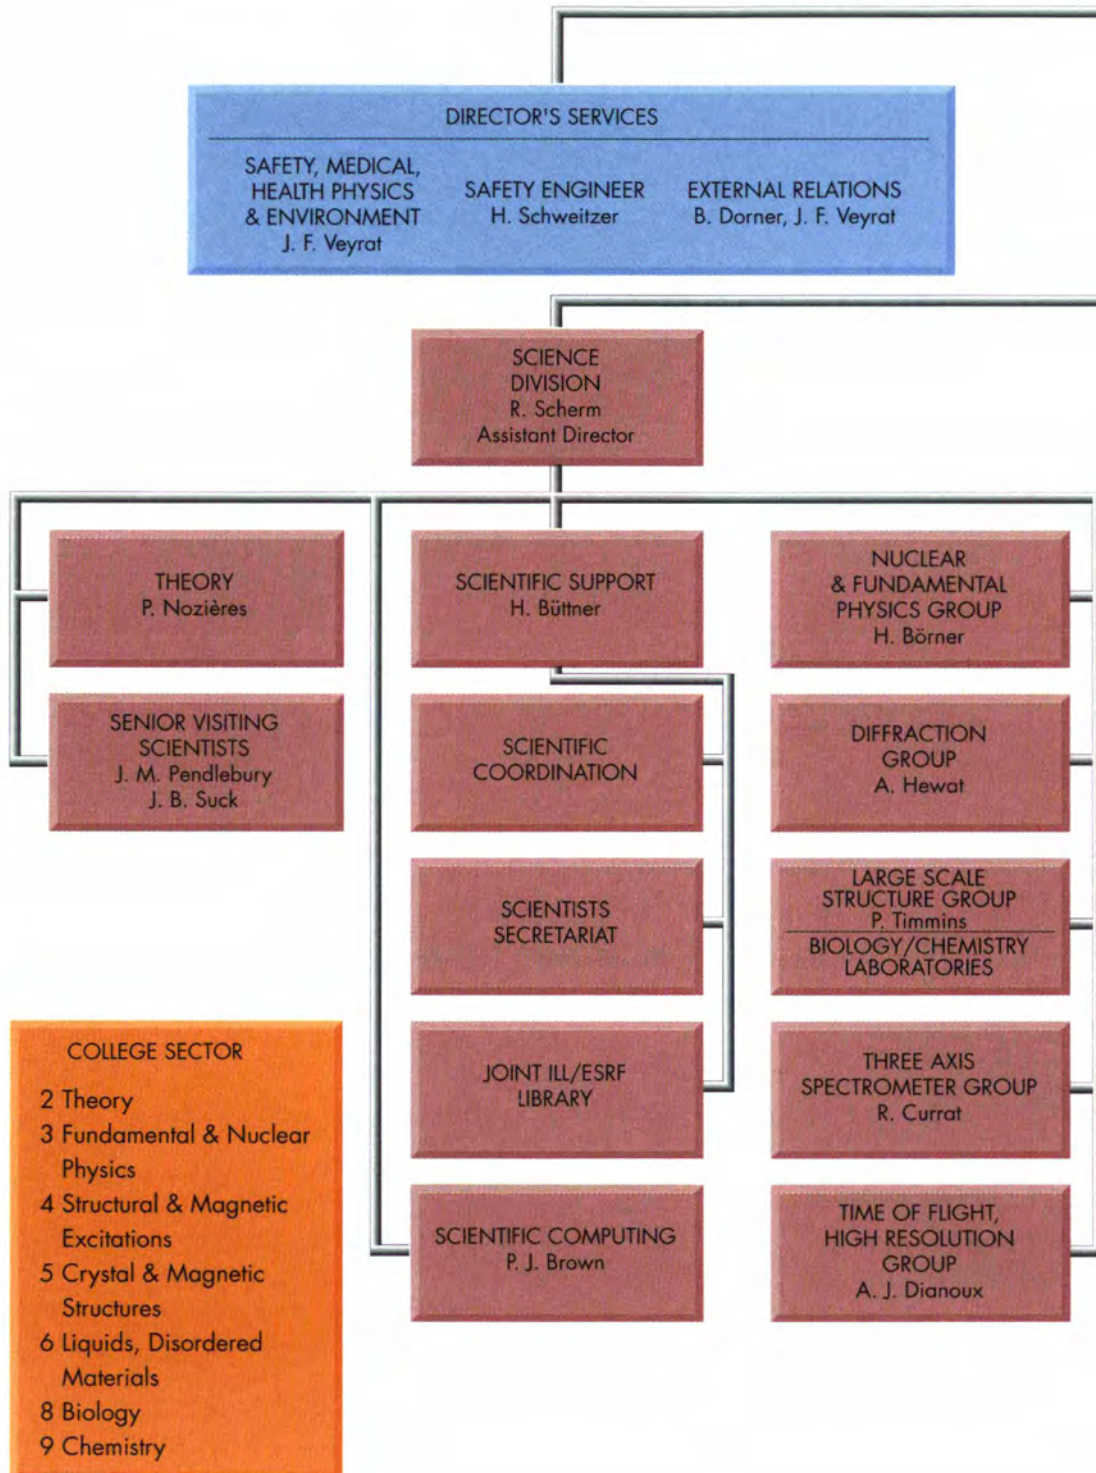 DIRECTOR'S SERVICES
SAFETY, MEDICAL,
HEALTH PHYSICS
& ENVIRONMENT
J. F. Veyrat
SAFETY ENGINEER
H. Schweitzer
EXTERNAL RELATIONS
B. Dorner, J. F. Veyrat
SCIENCE
DIVISION
R. Scherm
Assistant Director
THEORY
P. Nozières
SENIOR VISITING
SCIENTISTS
J. M. Pendlebury
J. B. Suck
SCIENTIFIC SUPPORT
H. Büttner
SCIENTIFIC
COORDINATION
SCIENTISTS
SECRETARIAT
JOINT ILL/ESRF
LIBRARY
SCIENTIFIC COMPUTING
P. J. Brown
NUCLEAR
& FUNDAMENTAL
PHYSICS GROUP
H. Börner
DIFFRACTION
GROUP
A. Hewat
LARGE SCALE
STRUCTURE GROUP
P. Timmins
BIOLOGY/CHEMISTRY
LABORATORIES
THREE AXIS
SPECTROMETER GROUP
R. Currat
TIME OF FLIGHT,
HIGH RESOLUTION
GROUP
A. J. Dianoux
COLLEGE SECTOR
2 Theory
3 Fundamental & Nuclear
Physics
4 Structural & Magnetic
Excitations
5 Crystal & Magnetic
Structures
6 Liquids, Disordered
Materials
8 Biology
9 Chemistry